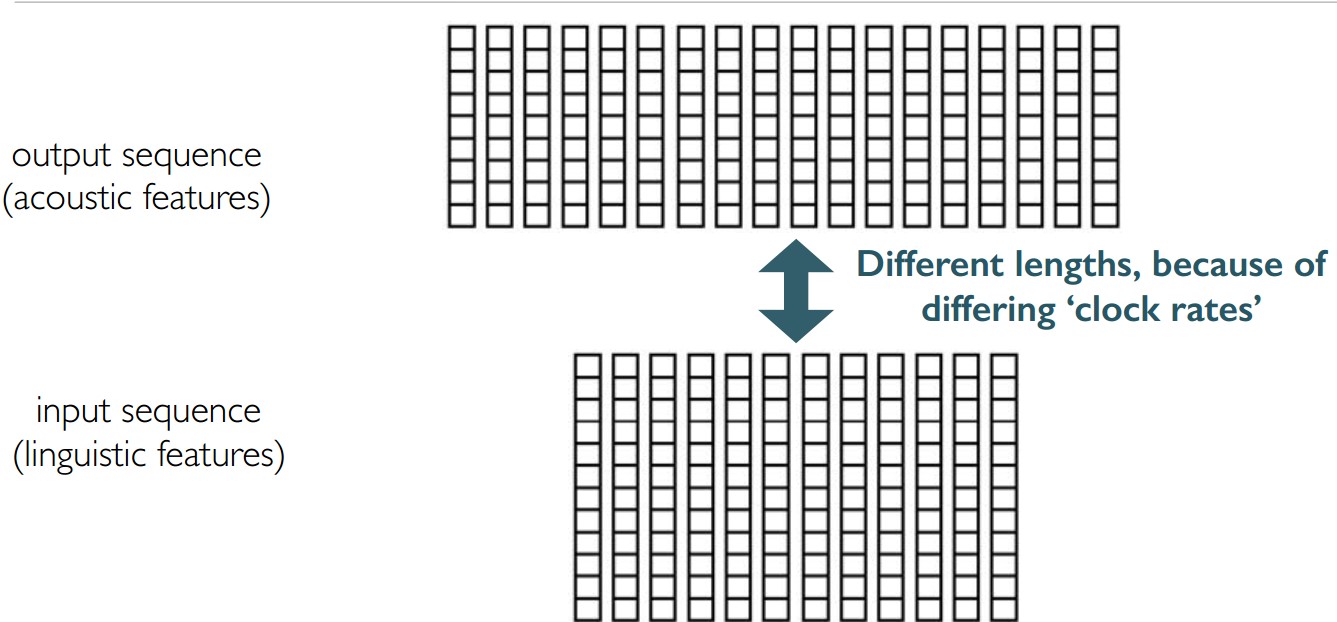 output sequence
(acoustic features)
Different lengths, because of
differing ‘clock rates’
input sequence
(linguistic features)